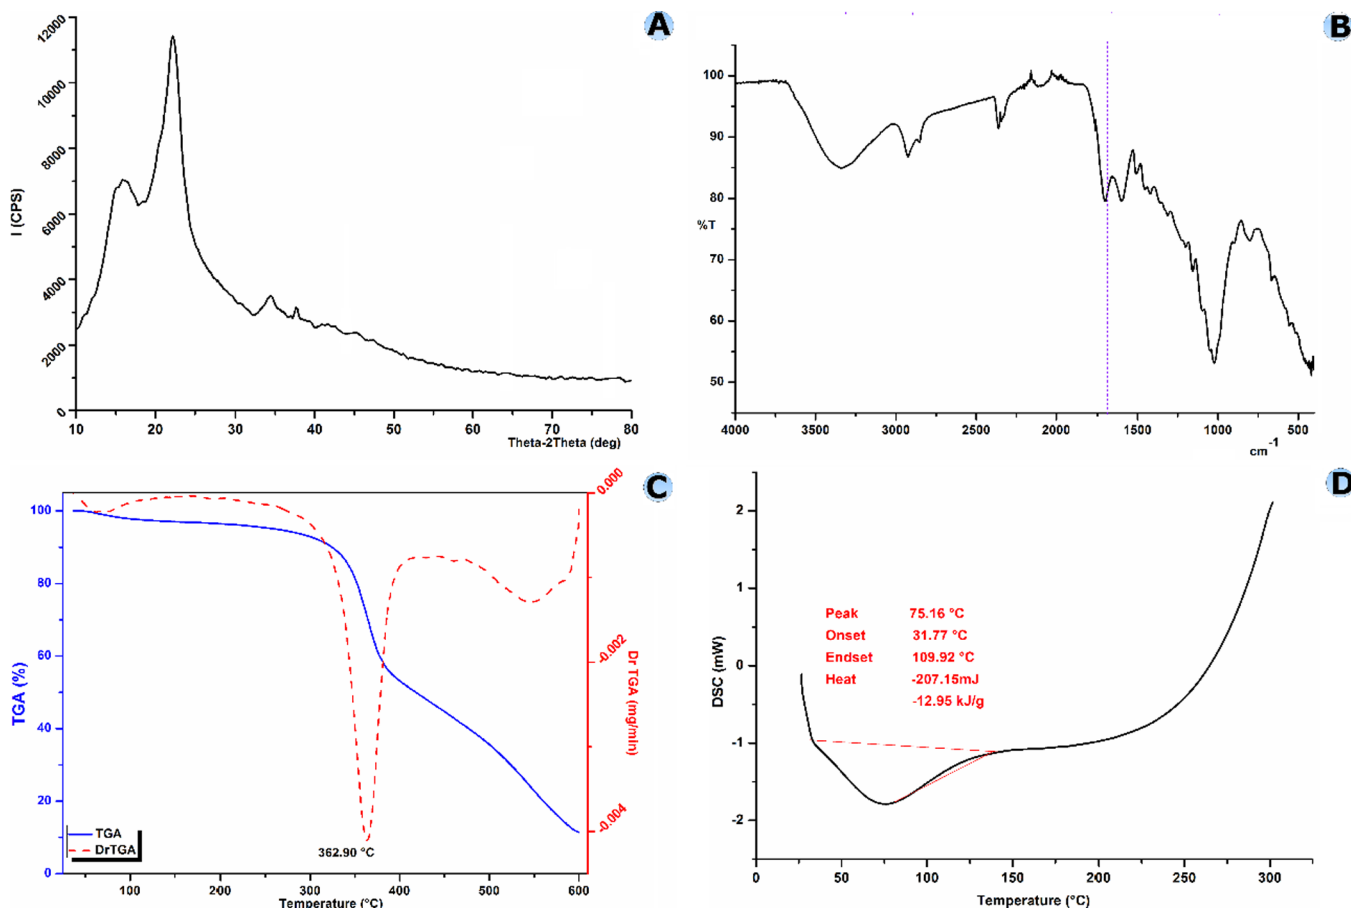 A
12000
10000
8000
6000
4000
2000
0
I (CPS)
10 20 30 40 50 60 70 80
Theta-2Theta (deg)
B
100
90
80
%T
70
60
50
4000 3500 3000 2500 2000 1500 1000 500
cm-1
C
100
80
60
40
20
0
TGA (%)
0.000
-0.002
-0.004
Dr TGA (mg/min)
TGA
DrTGA
362.90 °C
100 200 300 400 500 600
Temperature (°C)
D
2
1
0
-1
-2
DSC (mW)
Peak 75.16 °C
Onset 31.77 °C
Endset 109.92 °C
Heat -207.15mJ
-12.95 kJ/g
0 50 100 150 200 250 300
Temperature (°C)